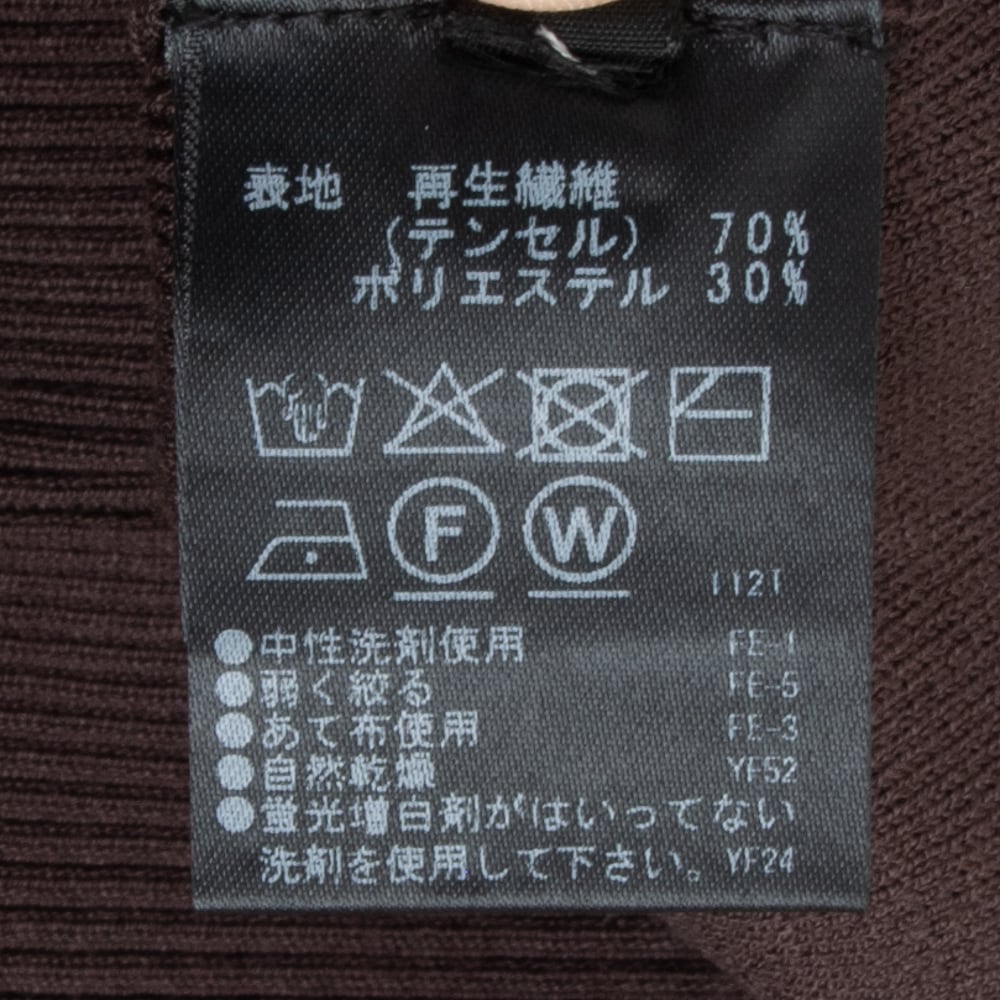 表地　再生繊維
(テンセル) 70%
ポリエステル 30%
F W
112T
●中性洗剤使用 FE-1
●弱く絞る FE-5
●あて布使用 FE-3
●自然乾燥 YF52
●蛍光増白剤がはいってない
洗剤を使用して下さい。YF24